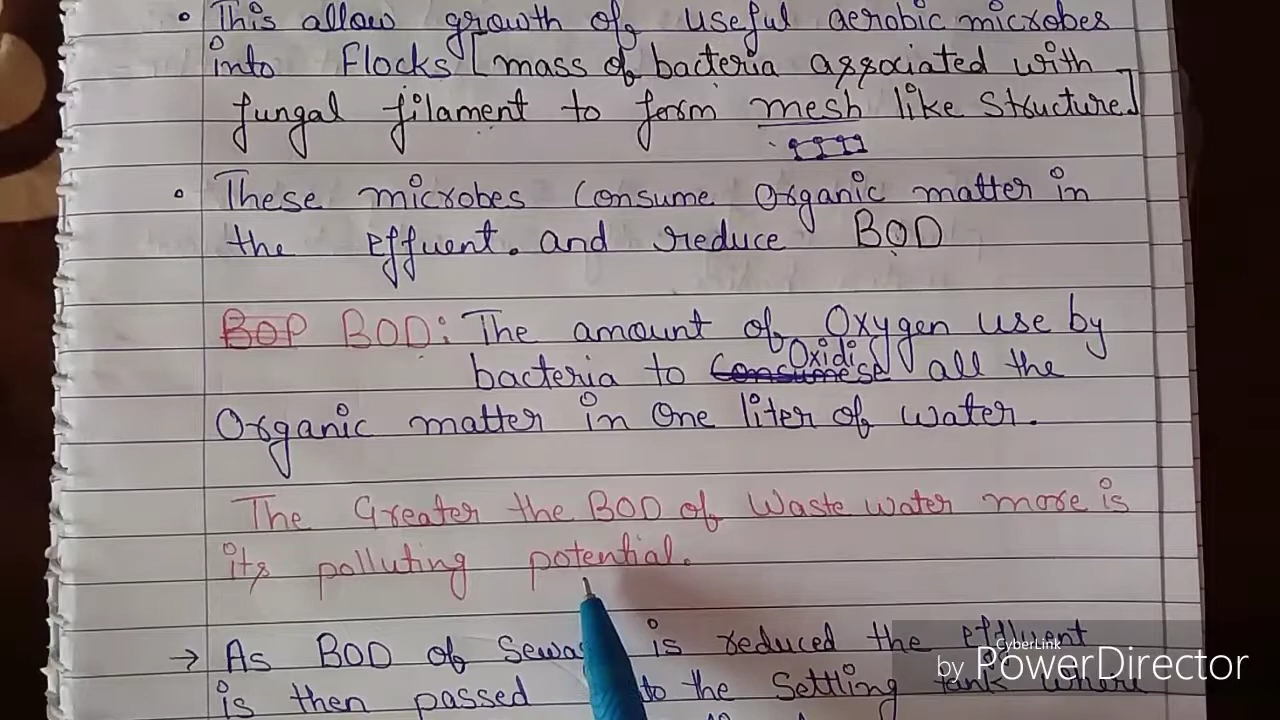 This allow growth of useful aerobic microbes
into Flocks [mass of bacteria associated with
fungal filament to form mesh like Structure]
These microbes Consume Organic matter in
the effuent. and reduce BOD
BOP BOD: The amount of Oxygen use by
bacteria to Oxidise all the
Organic matter in One liter of water.
The Greater the BOD of Waste water more is
its polluting potential.
→ As BOD of Sewa is reduced the effluent
is then passed to the Settling tank where
CyberLink
by PowerDirector